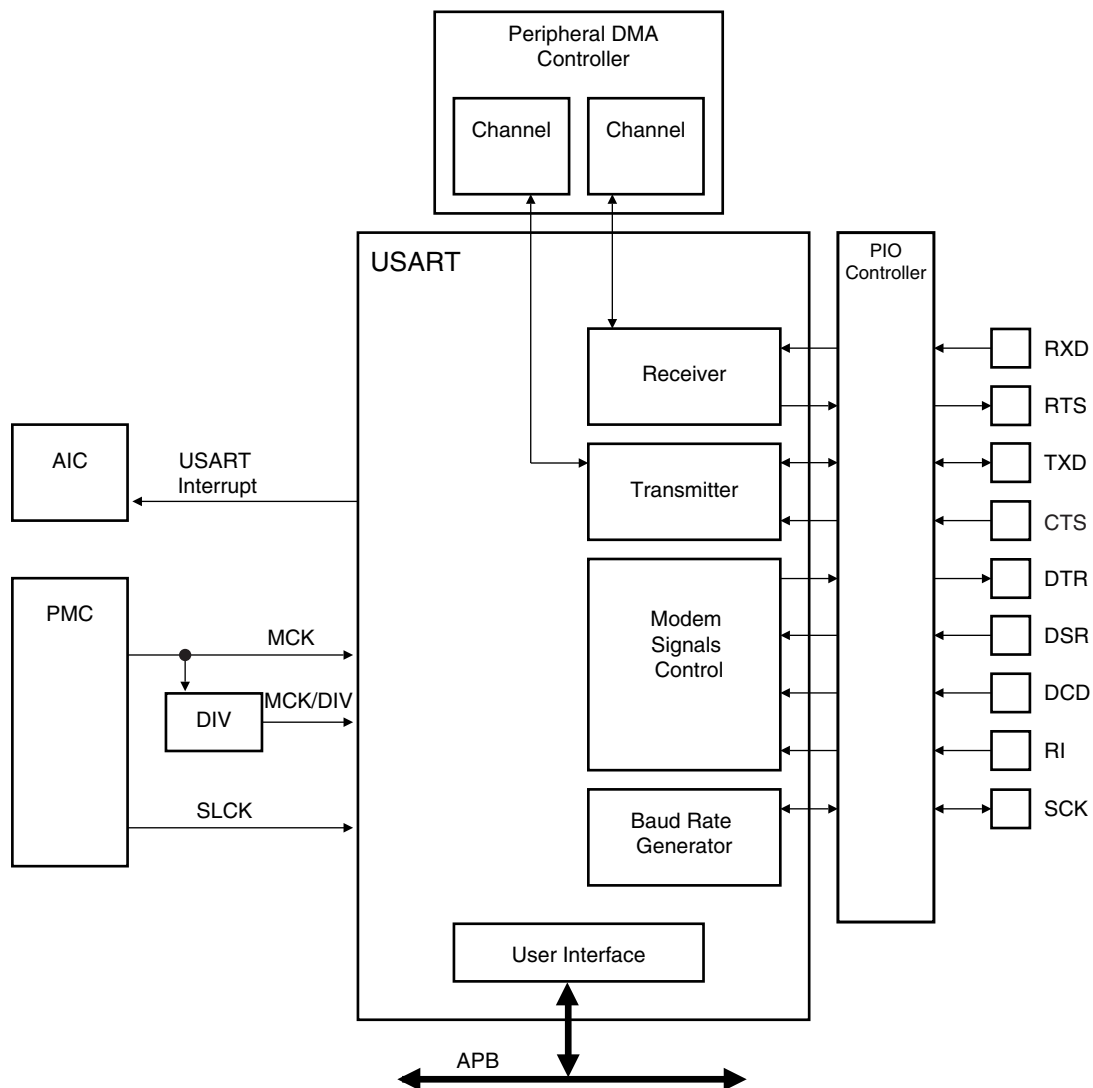 Peripheral DMA
Controller
Channel
Channel
USART
PIO
Controller
Receiver
RXD
RTS
AIC
USART
Interrupt
Transmitter
TXD
CTS
PMC
MCK
DIV
MCK/DIV
SLCK
Modem
Signals
Control
DTR
DSR
DCD
RI
Baud Rate
Generator
SCK
User Interface
APB